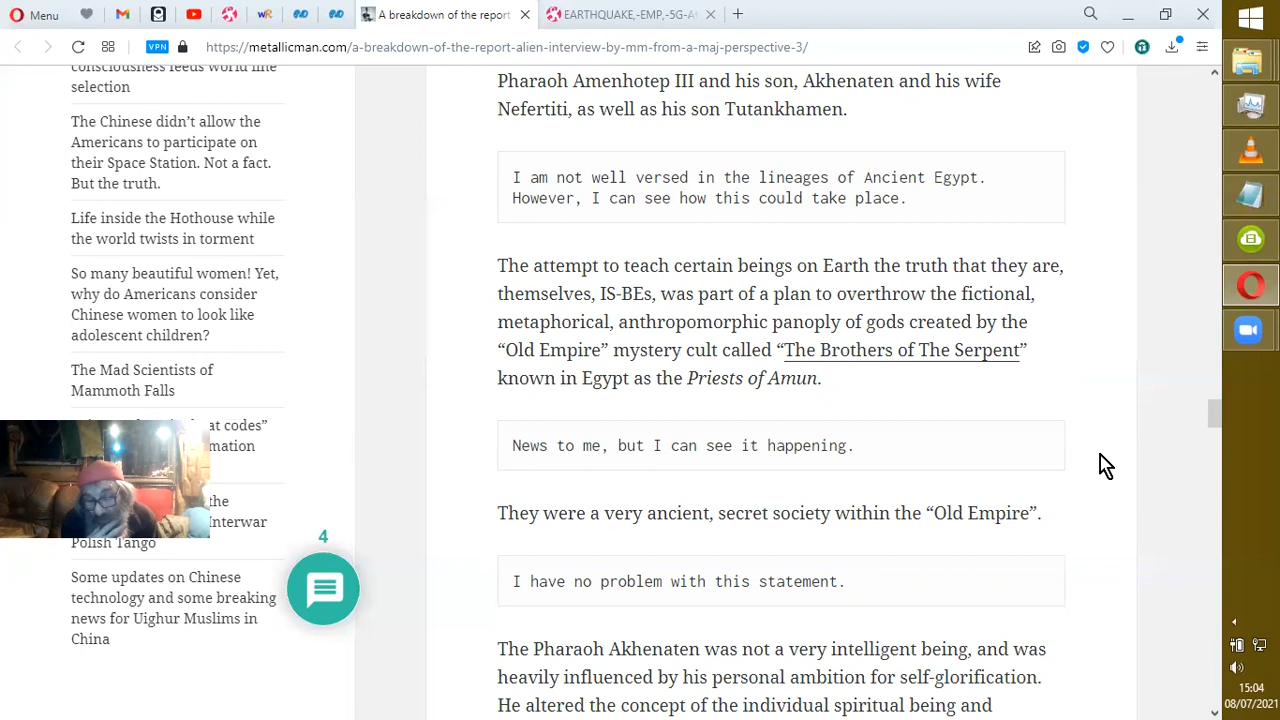 Menu
A breakdown of the report
EARTHQUAKE,-EMP,-5G-A
VPN
https://metallicman.com/a-breakdown-of-the-report-alien-interview-by-mm-from-a-maj-perspective-3/
consciousness feeds world line
selection
The Chinese didn’t allow the
Americans to participate on
their Space Station. Not a fact.
But the truth.
Life inside the Hothouse while
the world twists in torment
So many beautiful women! Yet,
why do Americans consider
Chinese women to look like
adolescent children?
The Mad Scientists of
Mammoth Falls
at codes”
mation
the
Interwar
Polish Tango
Some updates on Chinese
technology and some breaking
news for Uighur Muslims in
China
4
Pharaoh Amenhotep III and his son, Akhenaten and his wife
Nefertiti, as well as his son Tutankhamen.
I am not well versed in the lineages of Ancient Egypt.
However, I can see how this could take place.
The attempt to teach certain beings on Earth the truth that they are,
themselves, IS-BEs, was part of a plan to overthrow the fictional,
metaphorical, anthropomorphic panoply of gods created by the
“Old Empire” mystery cult called “The Brothers of The Serpent”
known in Egypt as the Priests of Amun.
News to me, but I can see it happening.
They were a very ancient, secret society within the “Old Empire”.
I have no problem with this statement.
The Pharaoh Akhenaten was not a very intelligent being, and was
heavily influenced by his personal ambition for self-glorification.
He altered the concept of the individual spiritual being and
15:04
08/07/2021